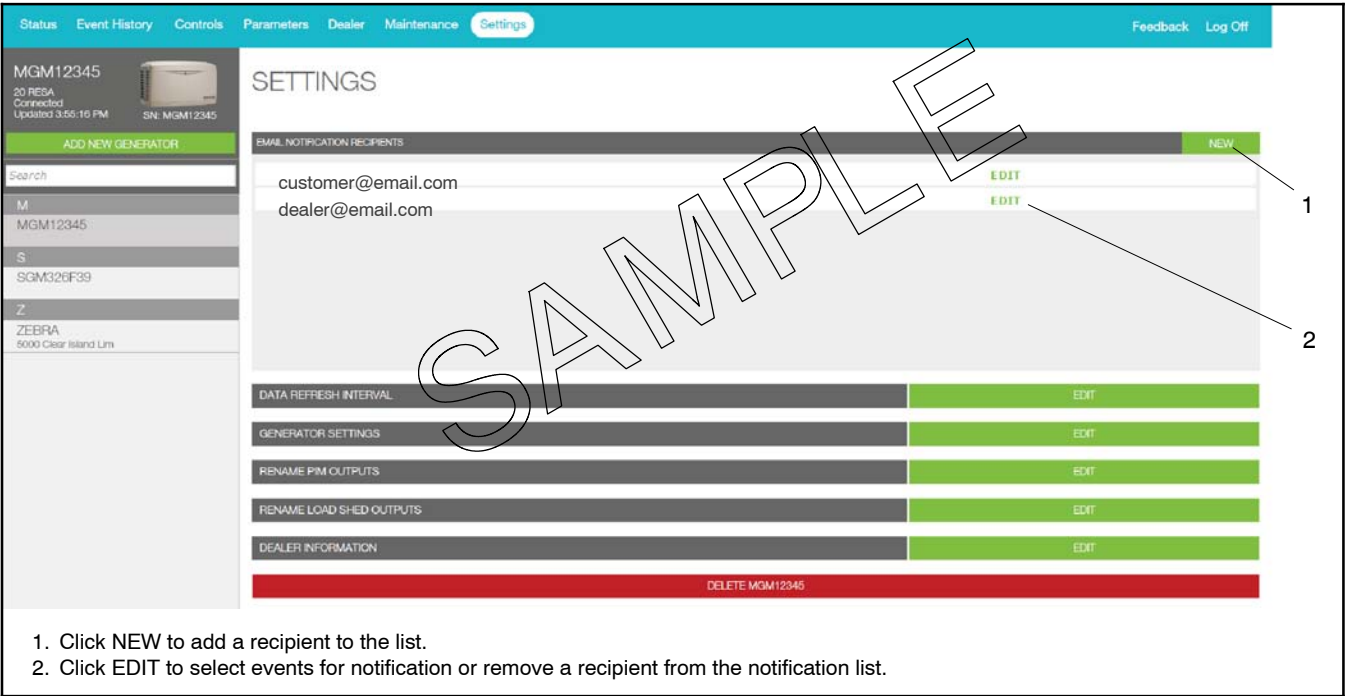 Status Event History Controls Parameters Dealer Maintenance Settings Feedback Log Off
MGM12345
20 RESA
Connected
Updated 3:55:16 PM
SN: MGM12345
ADD NEW GENERATOR
Search
M
MGM12345
S
SGM326F39
Z
ZEBRA
5000 Clear Island Lim
SETTINGS
EMAIL NOTIFICATION RECIPIENTS NEW
customer@email.com EDIT
dealer@email.com EDIT
1
2
SAMPLE
DATA REFRESH INTERVAL EDIT
GENERATOR SETTINGS EDIT
RENAME PIM OUTPUTS EDIT
RENAME LOAD SHED OUTPUTS EDIT
DEALER INFORMATION EDIT
DELETE MGM12345
1. Click NEW to add a recipient to the list.
2. Click EDIT to select events for notification or remove a recipient from the notification list.